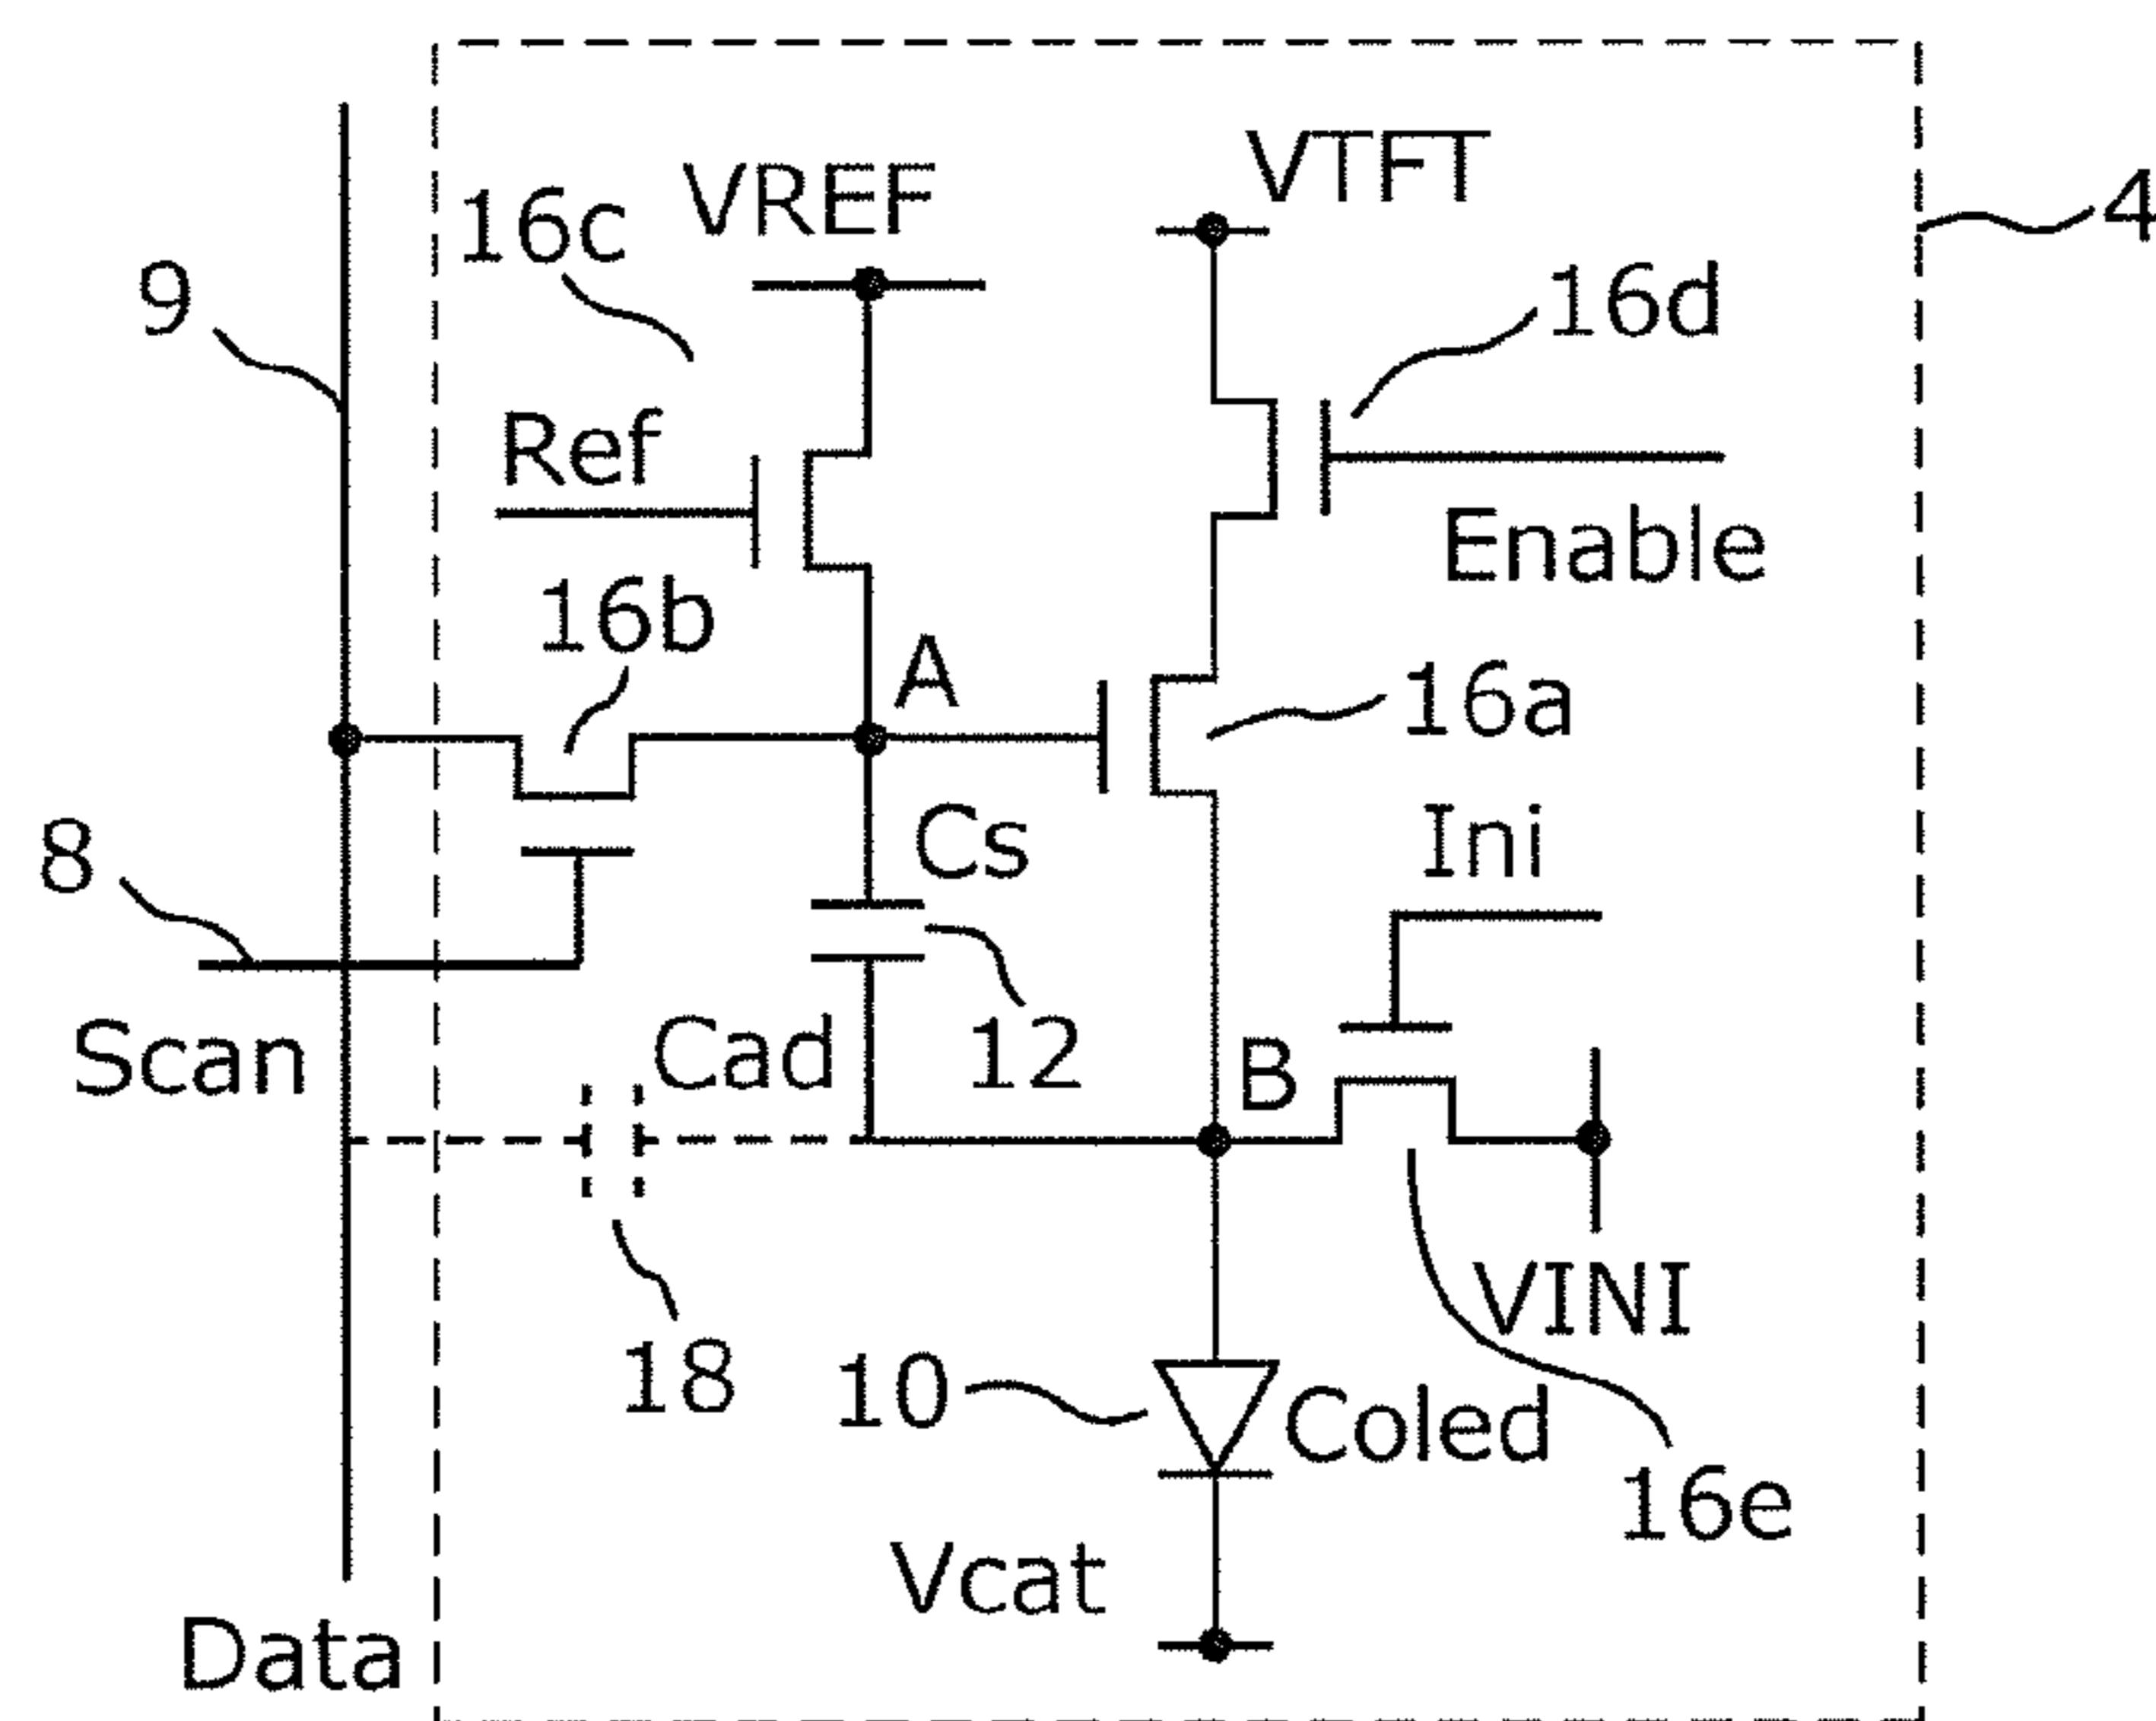 VTFT
4
VREF
16c
9
16d
Ref
Enable
16b
A
16a
Ini
Cs
8
Scan
Cad
12
B
VINI
18
10
Coled
16e
Vcat
Data